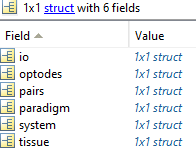 1x1 struct with 6 fields
Field Value
io 1x1 struct
optodes 1x1 struct
pairs 1x1 struct
paradigm 1x1 struct
system 1x1 struct
tissue 1x1 struct